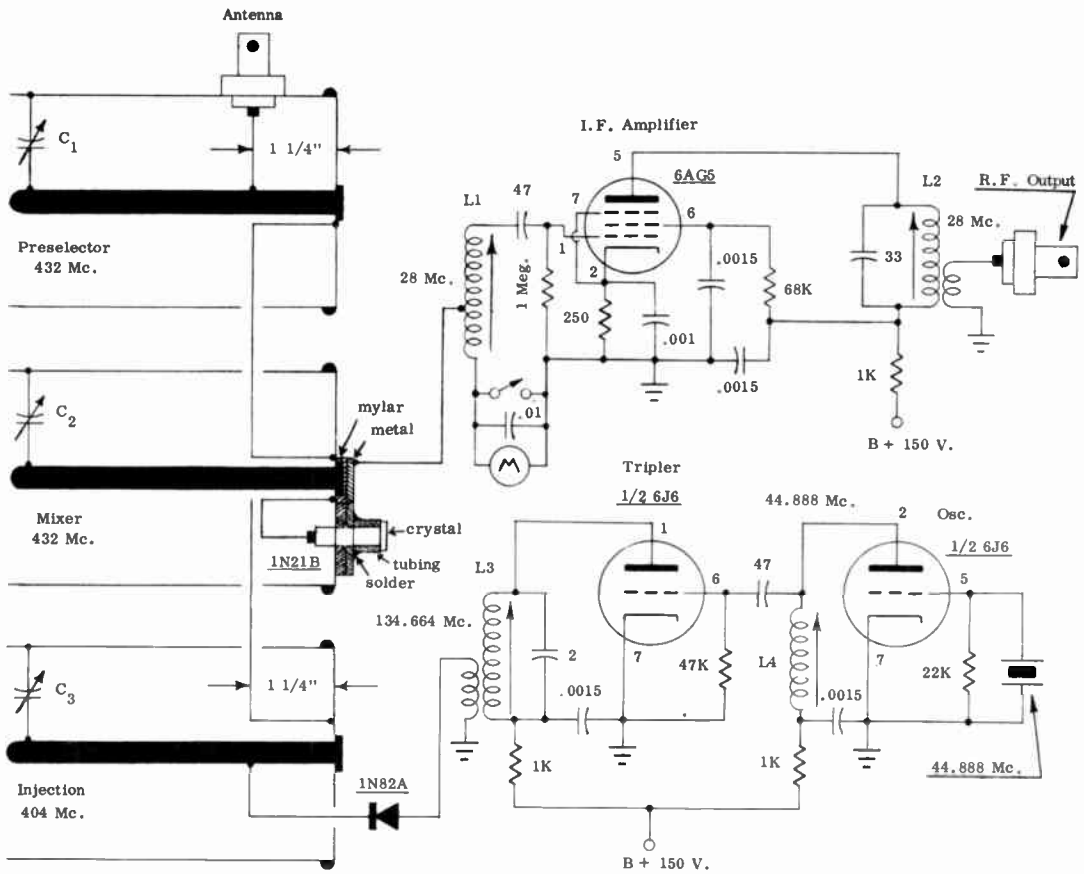 Antenna
C1
1 1/4"
Preselector
432 Mc.
I.F. Amplifier
5
6AG5
L1
47
7
1
6
2
28 Mc.
1 Meg.
250
.001
.0015
68K
.0015
L2
R.F. Output
28 Mc.
33
1K
B + 150 V.
.01
M
C2
mylar
metal
Mixer
432 Mc.
crystal
1N21B
tubing
solder
Tripler
1/2 6J6
1
6
7
L3
134.664 Mc.
2
.0015
47K
1K
44.888 Mc.
47
2
Osc.
1/2 6J6
5
7
L4
.0015
22K
1K
44.888 Mc.
B + 150 V.
C3
1 1/4"
Injection
404 Mc.
1N82A